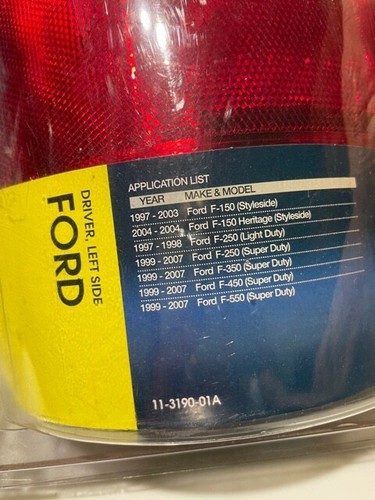 DRIVER, LEFT SIDE
FORD
APPLICATION LIST
YEAR MAKE & MODEL
1997 - 2003 Ford F-150 (Styleside)
2004 - 2004 Ford F-150 Heritage (Styleside)
1997 - 1998 Ford F-250 (Light Duty)
1999 - 2007 Ford F-250 (Super Duty)
1999 - 2007 Ford F-350 (Super Duty)
1999 - 2007 Ford F-450 (Super Duty)
1999 - 2007 Ford F-550 (Super Duty)
11-3190-01A